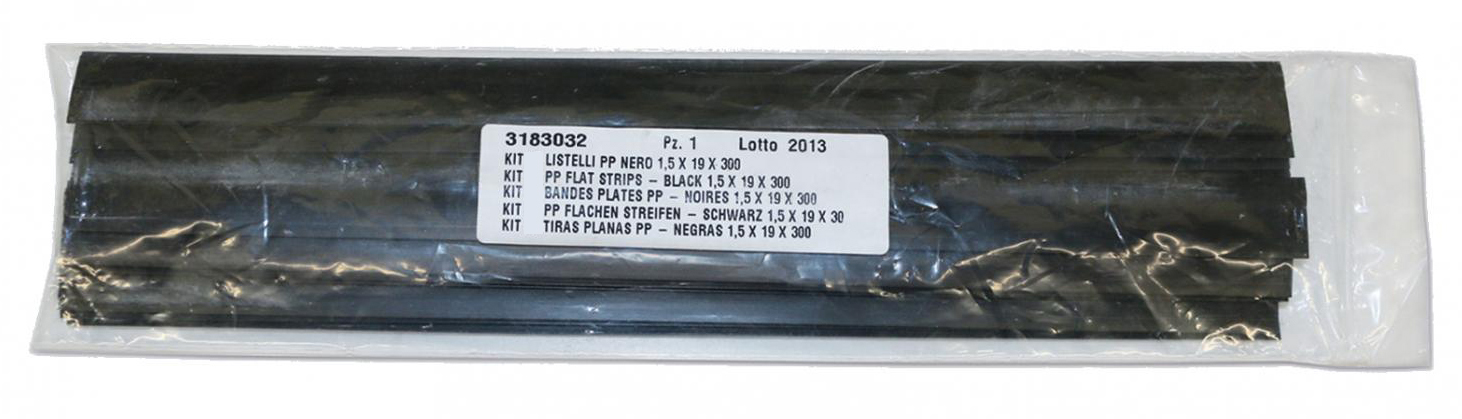 3183032 Pz. 1 Lotto 2013
KIT LISTELLI PP NERO 1,5 X 19 X 300
KIT PP FLAT STRIPS – BLACK 1,5 X 19 X 300
KIT BANDES PLATES PP – NOIRES 1,5 X 19 X 300
KIT PP FLACHEN STREIFEN – SCHWARZ 1,5 X 19 X 30
KIT TIRAS PLANAS PP – NEGRAS 1,5 X 19 X 300